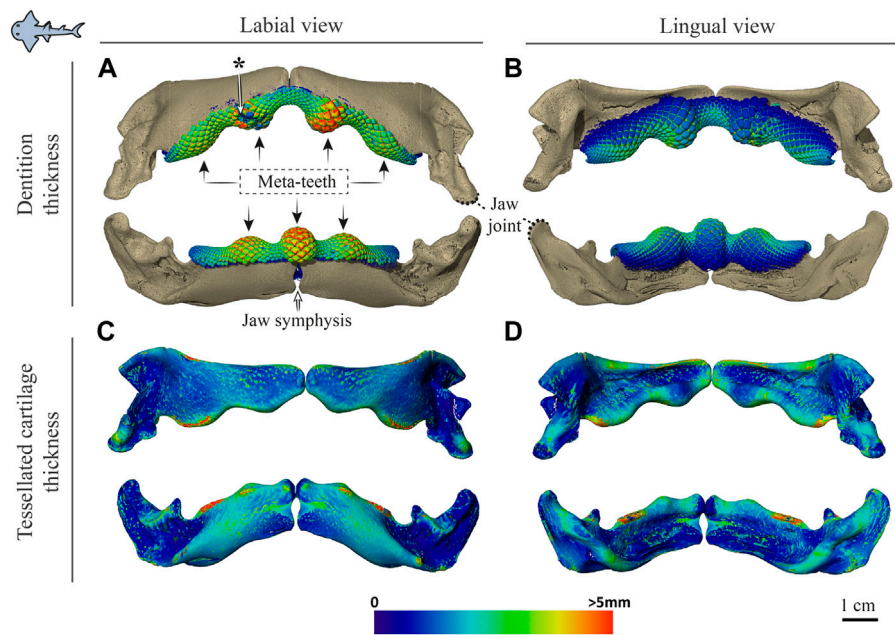 Labial view
Lingual view
Dentition
thickness
A
*
B
Meta-teeth
Jaw
joint
Jaw symphysis
Tessellated cartilage
thickness
C
D
0
>5mm
1 cm